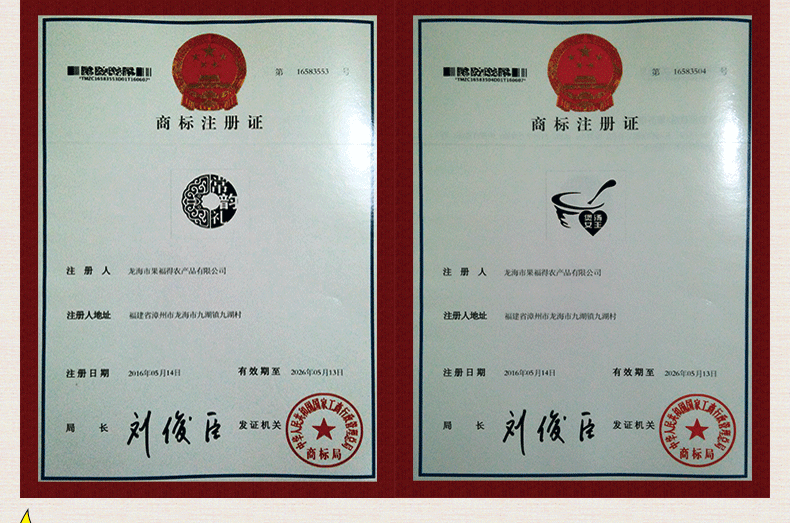 *TMZC16583553D01T160607*
第 16583553 号
商标注册证
常
韵
礼
注册人 龙海市果福得农产品有限公司
注册人地址 福建省漳州市龙海市九湖镇九湖村
注册日期 2016年05月14日 有效期至 2026年05月13日
局长 刘俊臣 发证机关
中华人民共和国国家工商行政管理总局
商标局
*TMZC16583504D01T160607*
第 16583504 号
商标注册证
煲汤
女王
注册人 龙海市果福得农产品有限公司
注册人地址 福建省漳州市龙海市九湖镇九湖村
注册日期 2016年05月14日 有效期至 2026年05月13日
局长 刘俊臣 发证机关
中华人民共和国国家工商行政管理总局
商标局